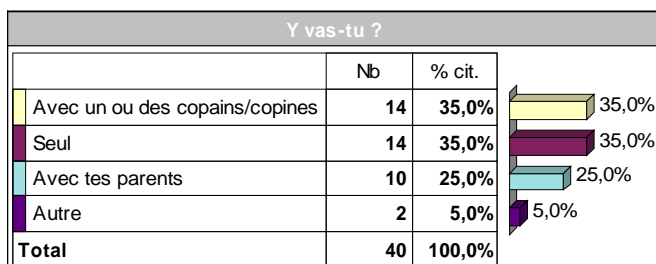 Y vas-tu ?
Nb % cit.
Avec un ou des copains/copines 14 35,0% 35,0%
Seul 14 35,0% 35,0%
Avec tes parents 10 25,0% 25,0%
Autre 2 5,0% 5,0%
Total 40 100,0%